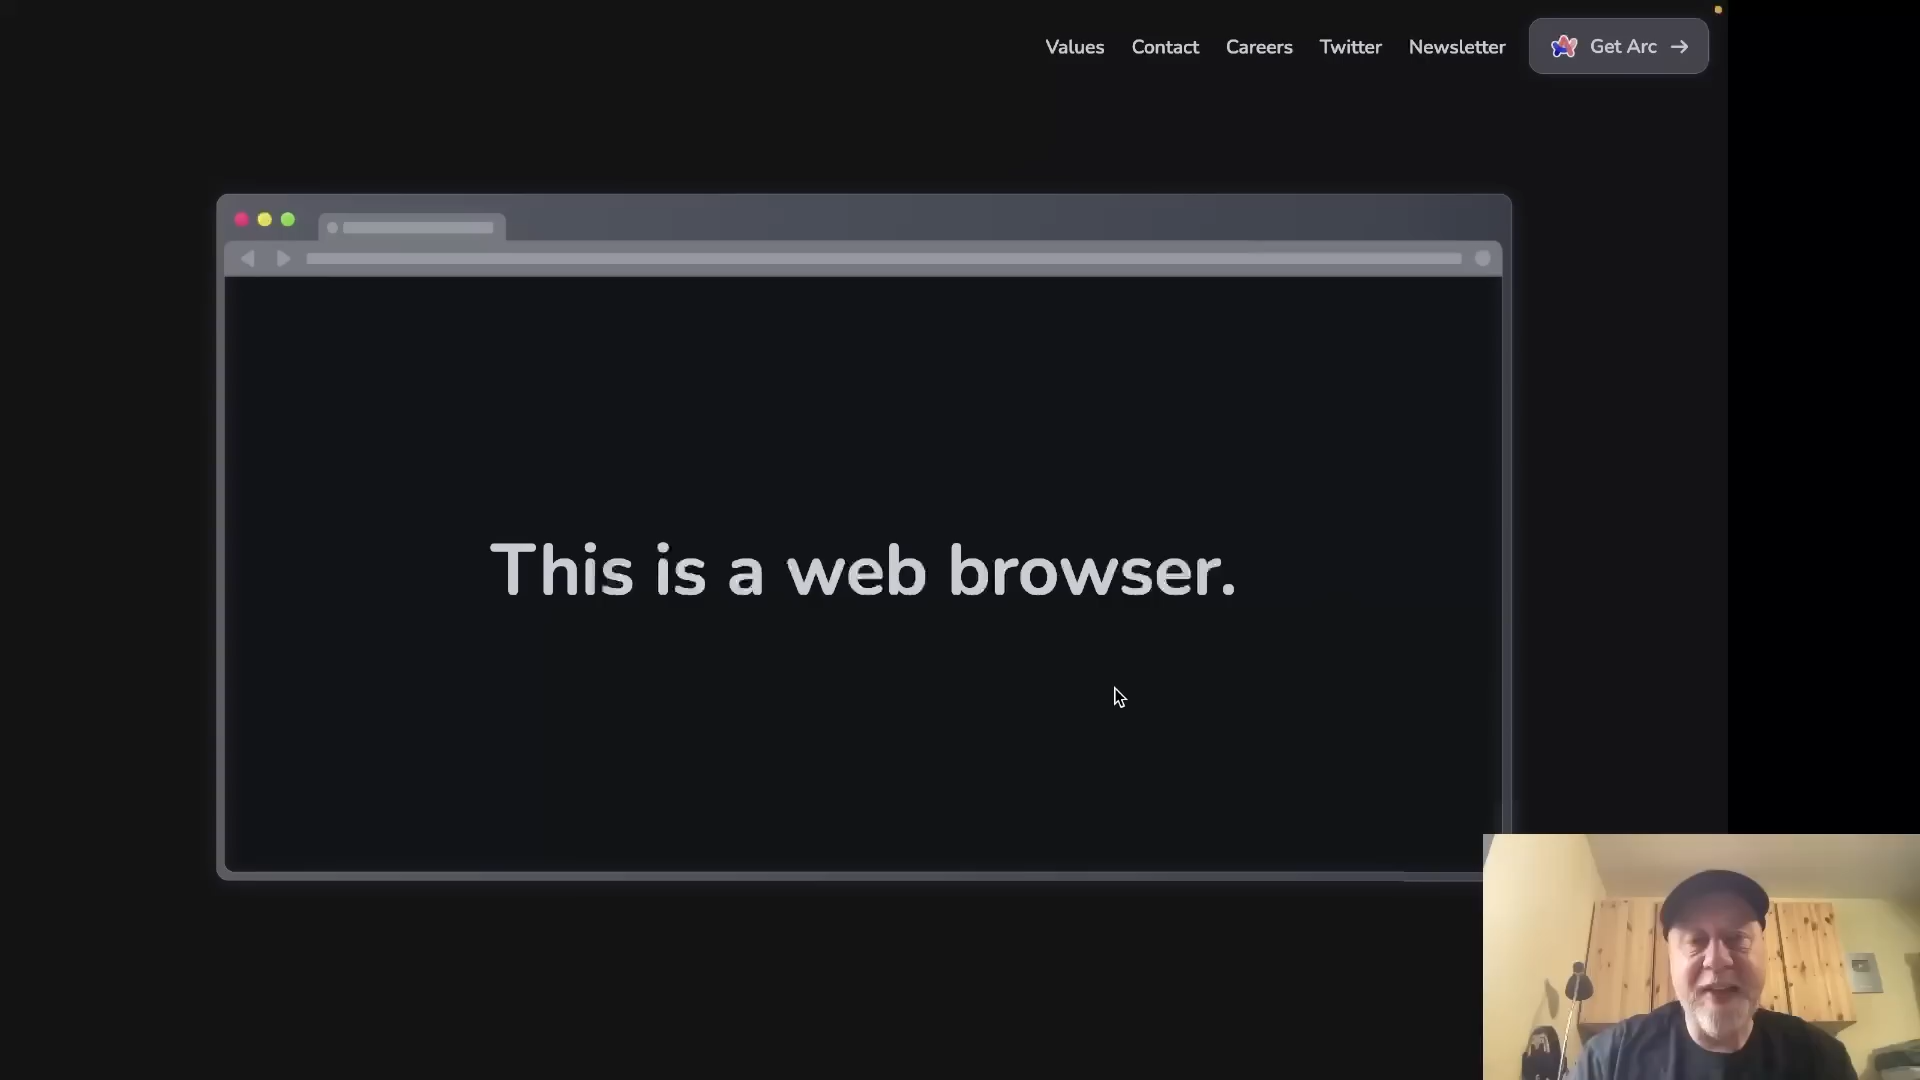 Values Contact Careers Twitter Newsletter Get Arc →
This is a web browser.